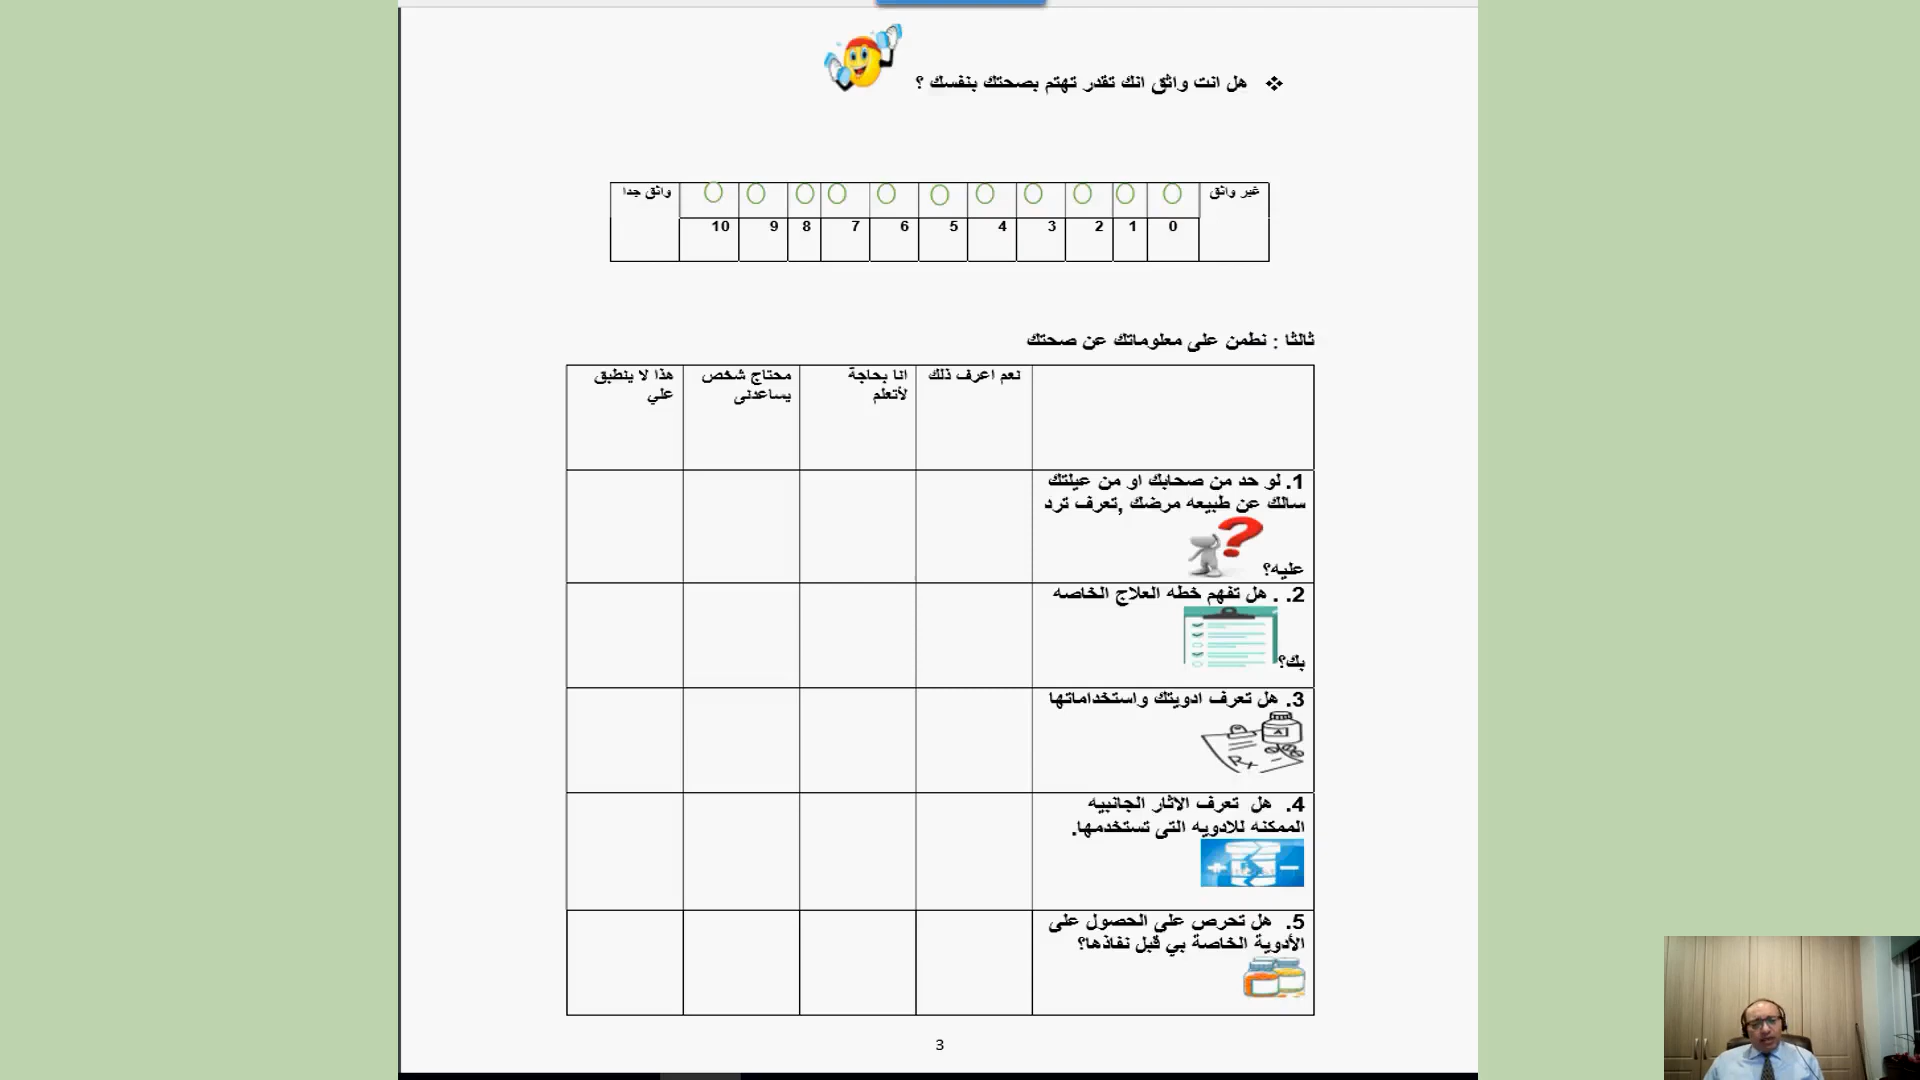 ❖ هل انت واثق انك تقدر تهتم بصحتك بنفسك ؟
غير واثق
واثق جدا
0 1 2 3 4 5 6 7 8 9 10
ثالثا : نطمن على معلوماتك عن صحتك
نعم اعرف ذلك
انا بحاجة
لأتعلم
محتاج شخص
يساعدنى
هذا لا ينطبق
علي
1. لو حد من صحابك او من عيلتك
سالك عن طبيعه مرضك ,تعرف ترد
عليه؟
2. . هل تفهم خطه العلاج الخاصه
بك؟
3. هل تعرف ادويتك واستخداماتها
Rx
4. هل تعرف الاثار الجانبيه
الممكنه للادويه التى تستخدمها.
5. هل تحرص على الحصول على
الأدوية الخاصة بي قبل نفاذها؟
3